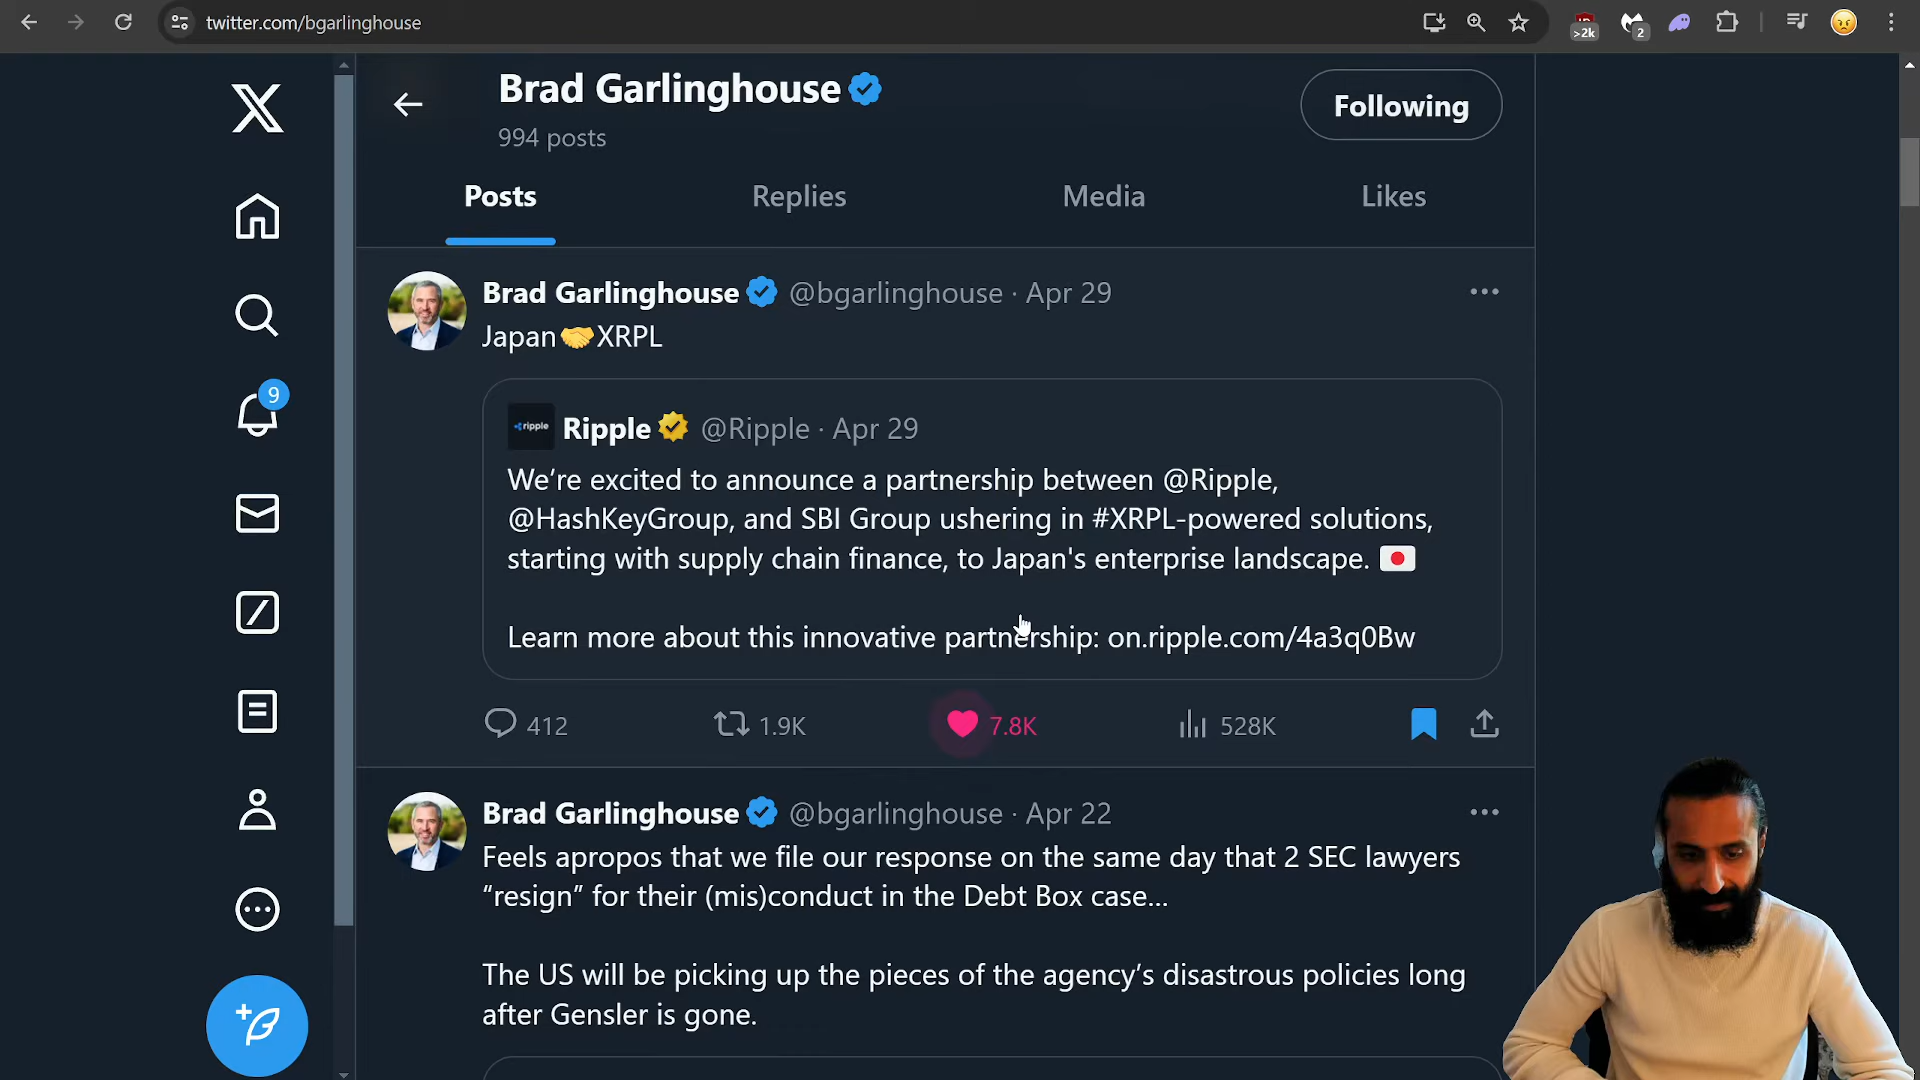 twitter.com/bgarlinghouse
>2k
2
Brad Garlinghouse
994 posts
Following
Posts
Replies
Media
Likes
9
Brad Garlinghouse @bgarlinghouse · Apr 29
Japan🤝XRPL
ripple
Ripple @Ripple · Apr 29
We‘re excited to announce a partnership between @Ripple,
@HashKeyGroup, and SBI Group ushering in #XRPL-powered solutions,
starting with supply chain finance, to Japan's enterprise landscape. 🇯🇵
Learn more about this innovative partnership: on.ripple.com/4a3q0Bw
412
1.9K
7.8K
528K
Brad Garlinghouse @bgarlinghouse · Apr 22
Feels apropos that we file our response on the same day that 2 SEC lawyers
“resign” for their (mis)conduct in the Debt Box case...
The US will be picking up the pieces of the agency’s disastrous policies long
after Gensler is gone.